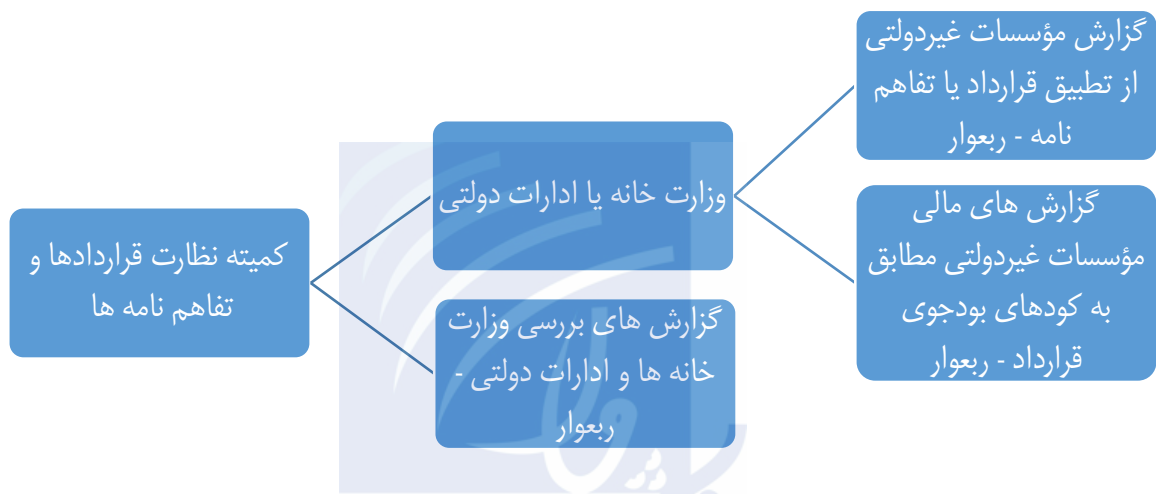 گزارش مؤسسات غیردولتی
از تطبیق قرارداد یا تفاهم
نامه - ربعوار
وزارت خانه یا ادارات دولتی
گزارش های مالی
مؤسسات غیردولتی مطابق
به کودهای بودجوی
قرارداد - ربعوار
کمیته نظارت قراردادها و
تفاهم نامه ها
گزارش های بررسی وزارت
خانه ها و ادارات دولتی -
ربعوار